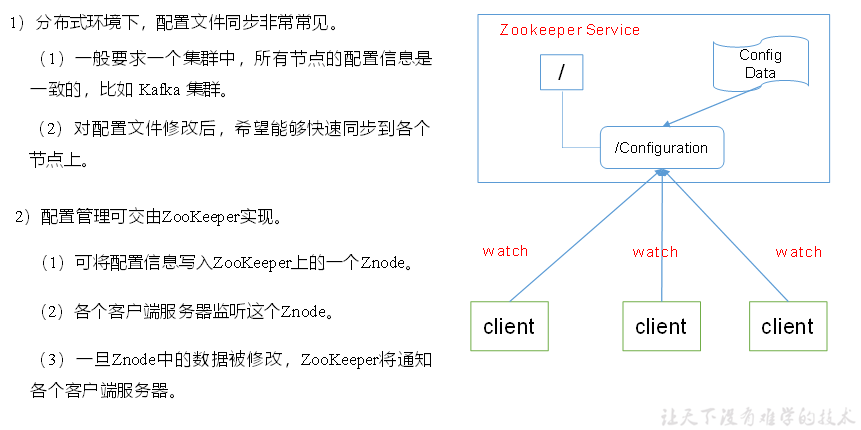 1）分布式环境下，配置文件同步非常常见。
（1）一般要求一个集群中，所有节点的配置信息是
一致的，比如 Kafka 集群。
（2）对配置文件修改后，希望能够快速同步到各个
节点上。
2）配置管理可交由ZooKeeper实现。
（1）可将配置信息写入ZooKeeper上的一个Znode。
（2）各个客户端服务器监听这个Znode。
（3）一旦Znode中的数据被修改，ZooKeeper将通知
各个客户端服务器。
Zookeeper Service
/
Config
Data
/Configuration
watch
watch
watch
client
client
client
让天下没有难学的技术